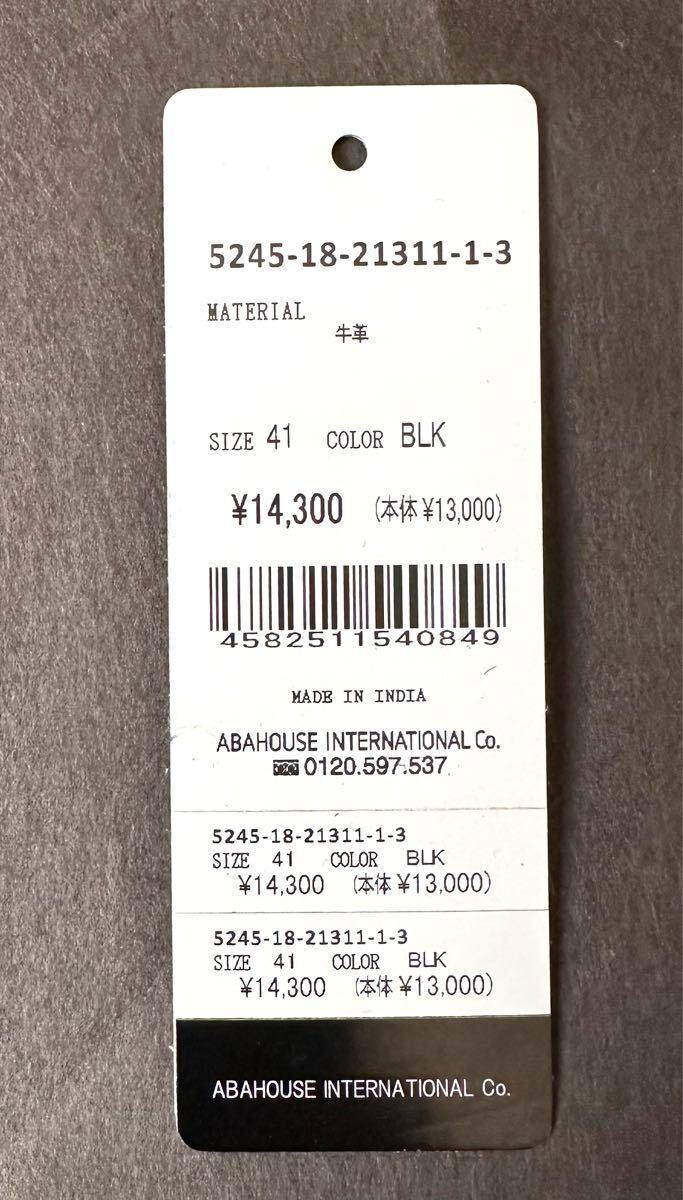 5245-18-21311-1-3
MATERIAL
牛革
SIZE 41 COLOR BLK
¥14,300 (本体¥13,000)
4582511540849
MADE IN INDIA
ABAHOUSE INTERNATIONAL Co.
0120.597.537
5245-18-21311-1-3
SIZE 41 COLOR BLK
¥14,300 (本体¥13,000)
5245-18-21311-1-3
SIZE 41 COLOR BLK
¥14,300 (本体¥13,000)
ABAHOUSE INTERNATIONAL Co.